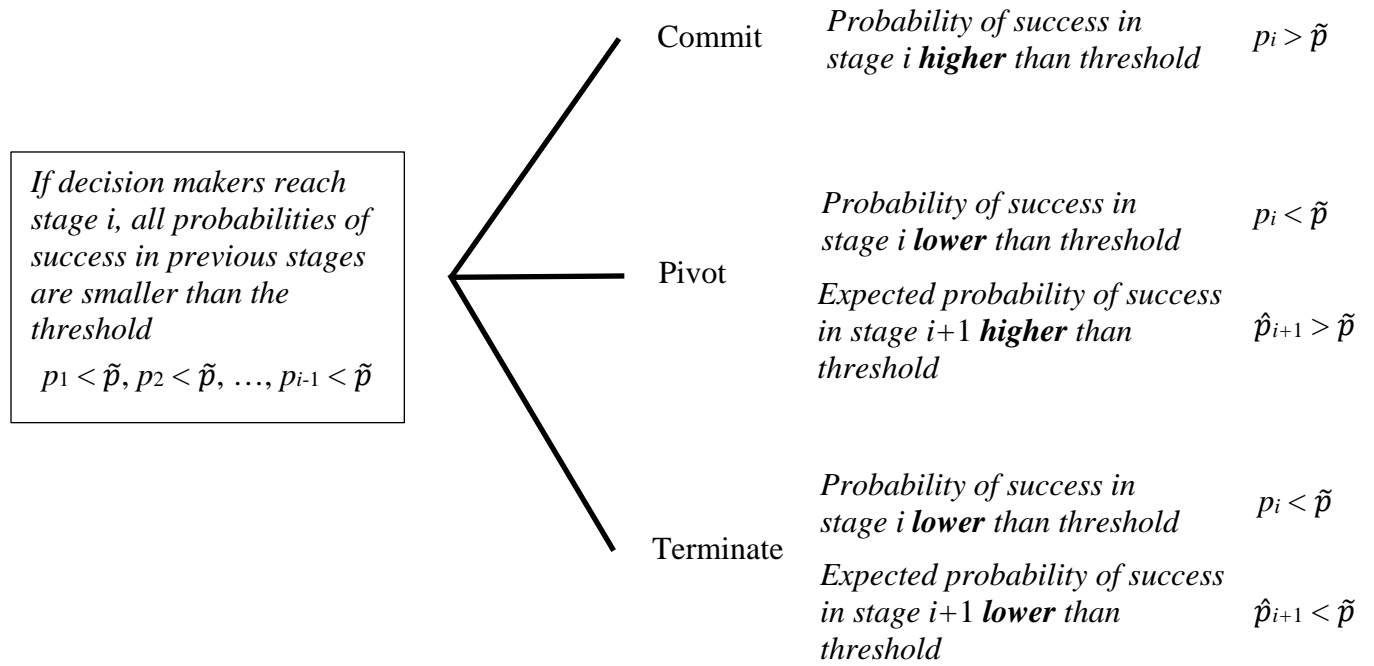 If decision makers reach
stage i, all probabilities of
success in previous stages
are smaller than the
threshold
p1 < p̃, p2 < p̃, …, pi-1 < p̃
Commit
Probability of success in
stage i higher than threshold
pi > p̃
Pivot
Probability of success in
stage i lower than threshold
pi < p̃
Expected probability of success
in stage i+1 higher than
threshold
p̂i+1 > p̃
Terminate
Probability of success in
stage i lower than threshold
pi < p̃
Expected probability of success
in stage i+1 lower than
threshold
p̂i+1 < p̃